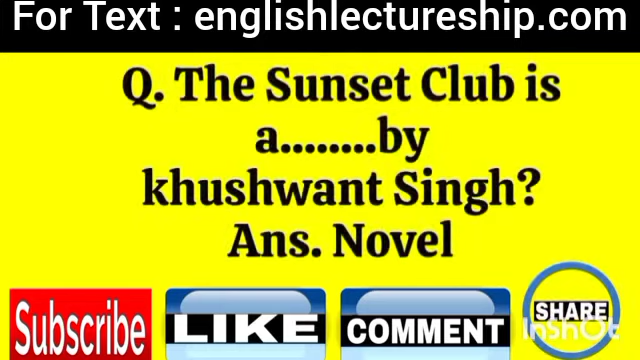 For Text : englishlectureship.com
Q. The Sunset Club is
a........by
khushwant Singh?
Ans. Novel
Subscribe
LIKE
COMMENT
SHARE
InShOt